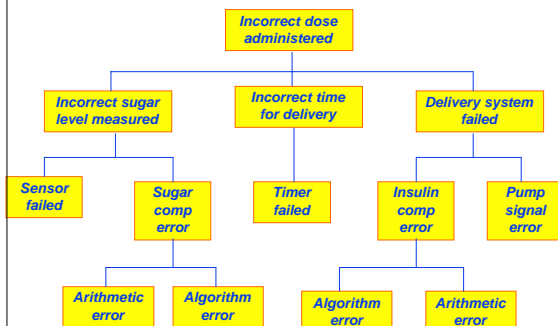 Incorrect dose
administered
Incorrect sugar
level measured
Incorrect time
for delivery
Delivery system
failed
Sensor
failed
Sugar
comp
error
Timer
failed
Insulin
comp
error
Pump
signal
error
Arithmetic
error
Algorithm
error
Algorithm
error
Arithmetic
error